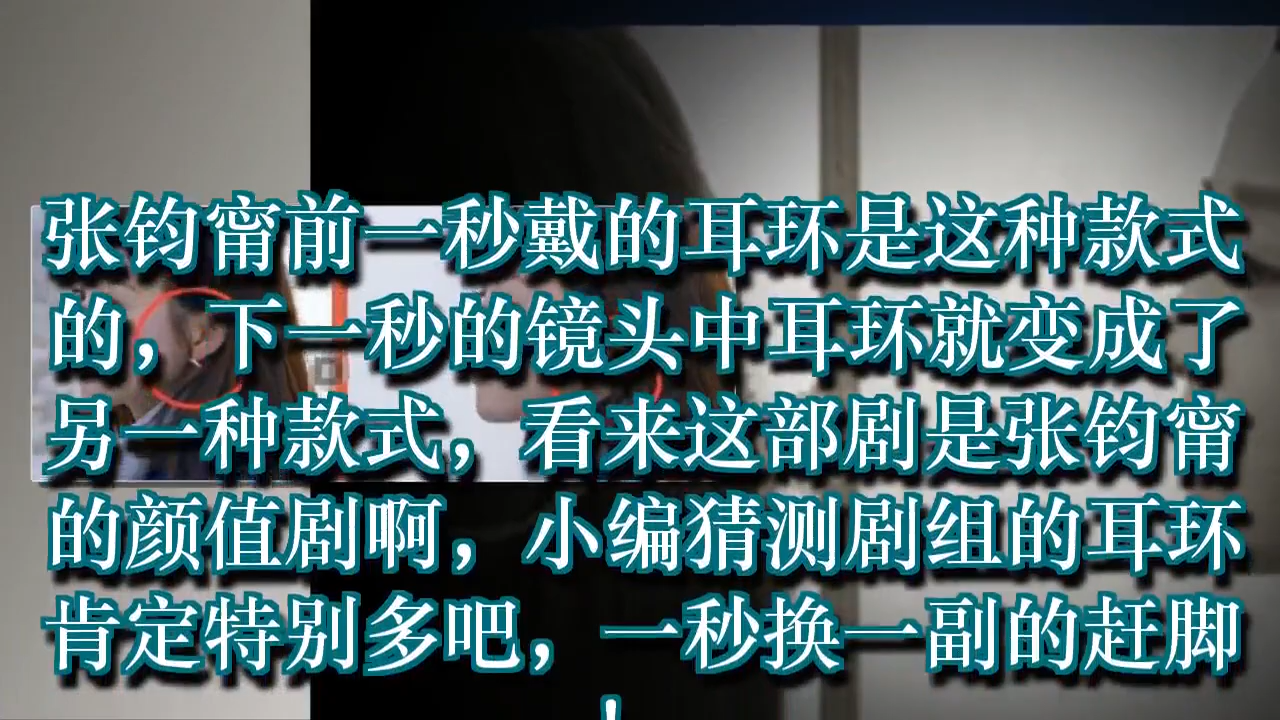 张钧甯前一秒戴的耳环是这种款式
的，下一秒的镜头中耳环就变成了
另一种款式，看来这部剧是张钧甯
的颜值剧啊，小编猜测剧组的耳环
肯定特别多吧，一秒换一副的赶脚
！